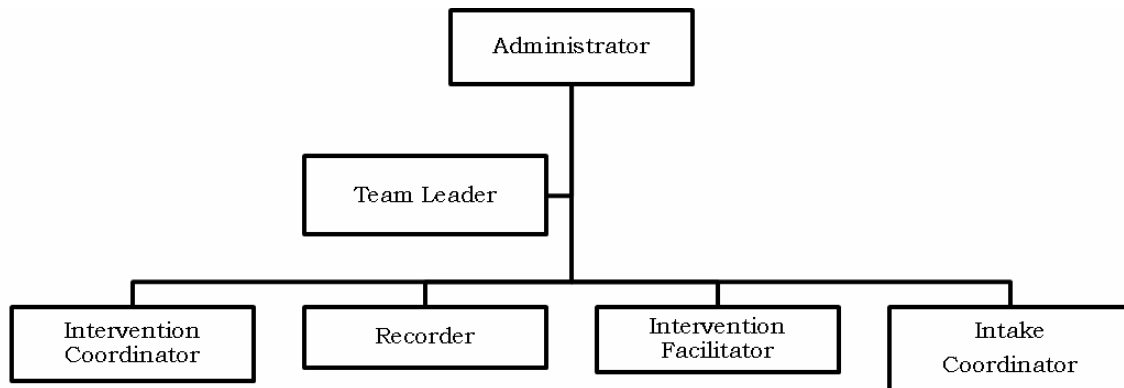 Administrator
Team Leader
Intervention
Coordinator
Recorder
Intervention
Facilitator
Intake
Coordinator